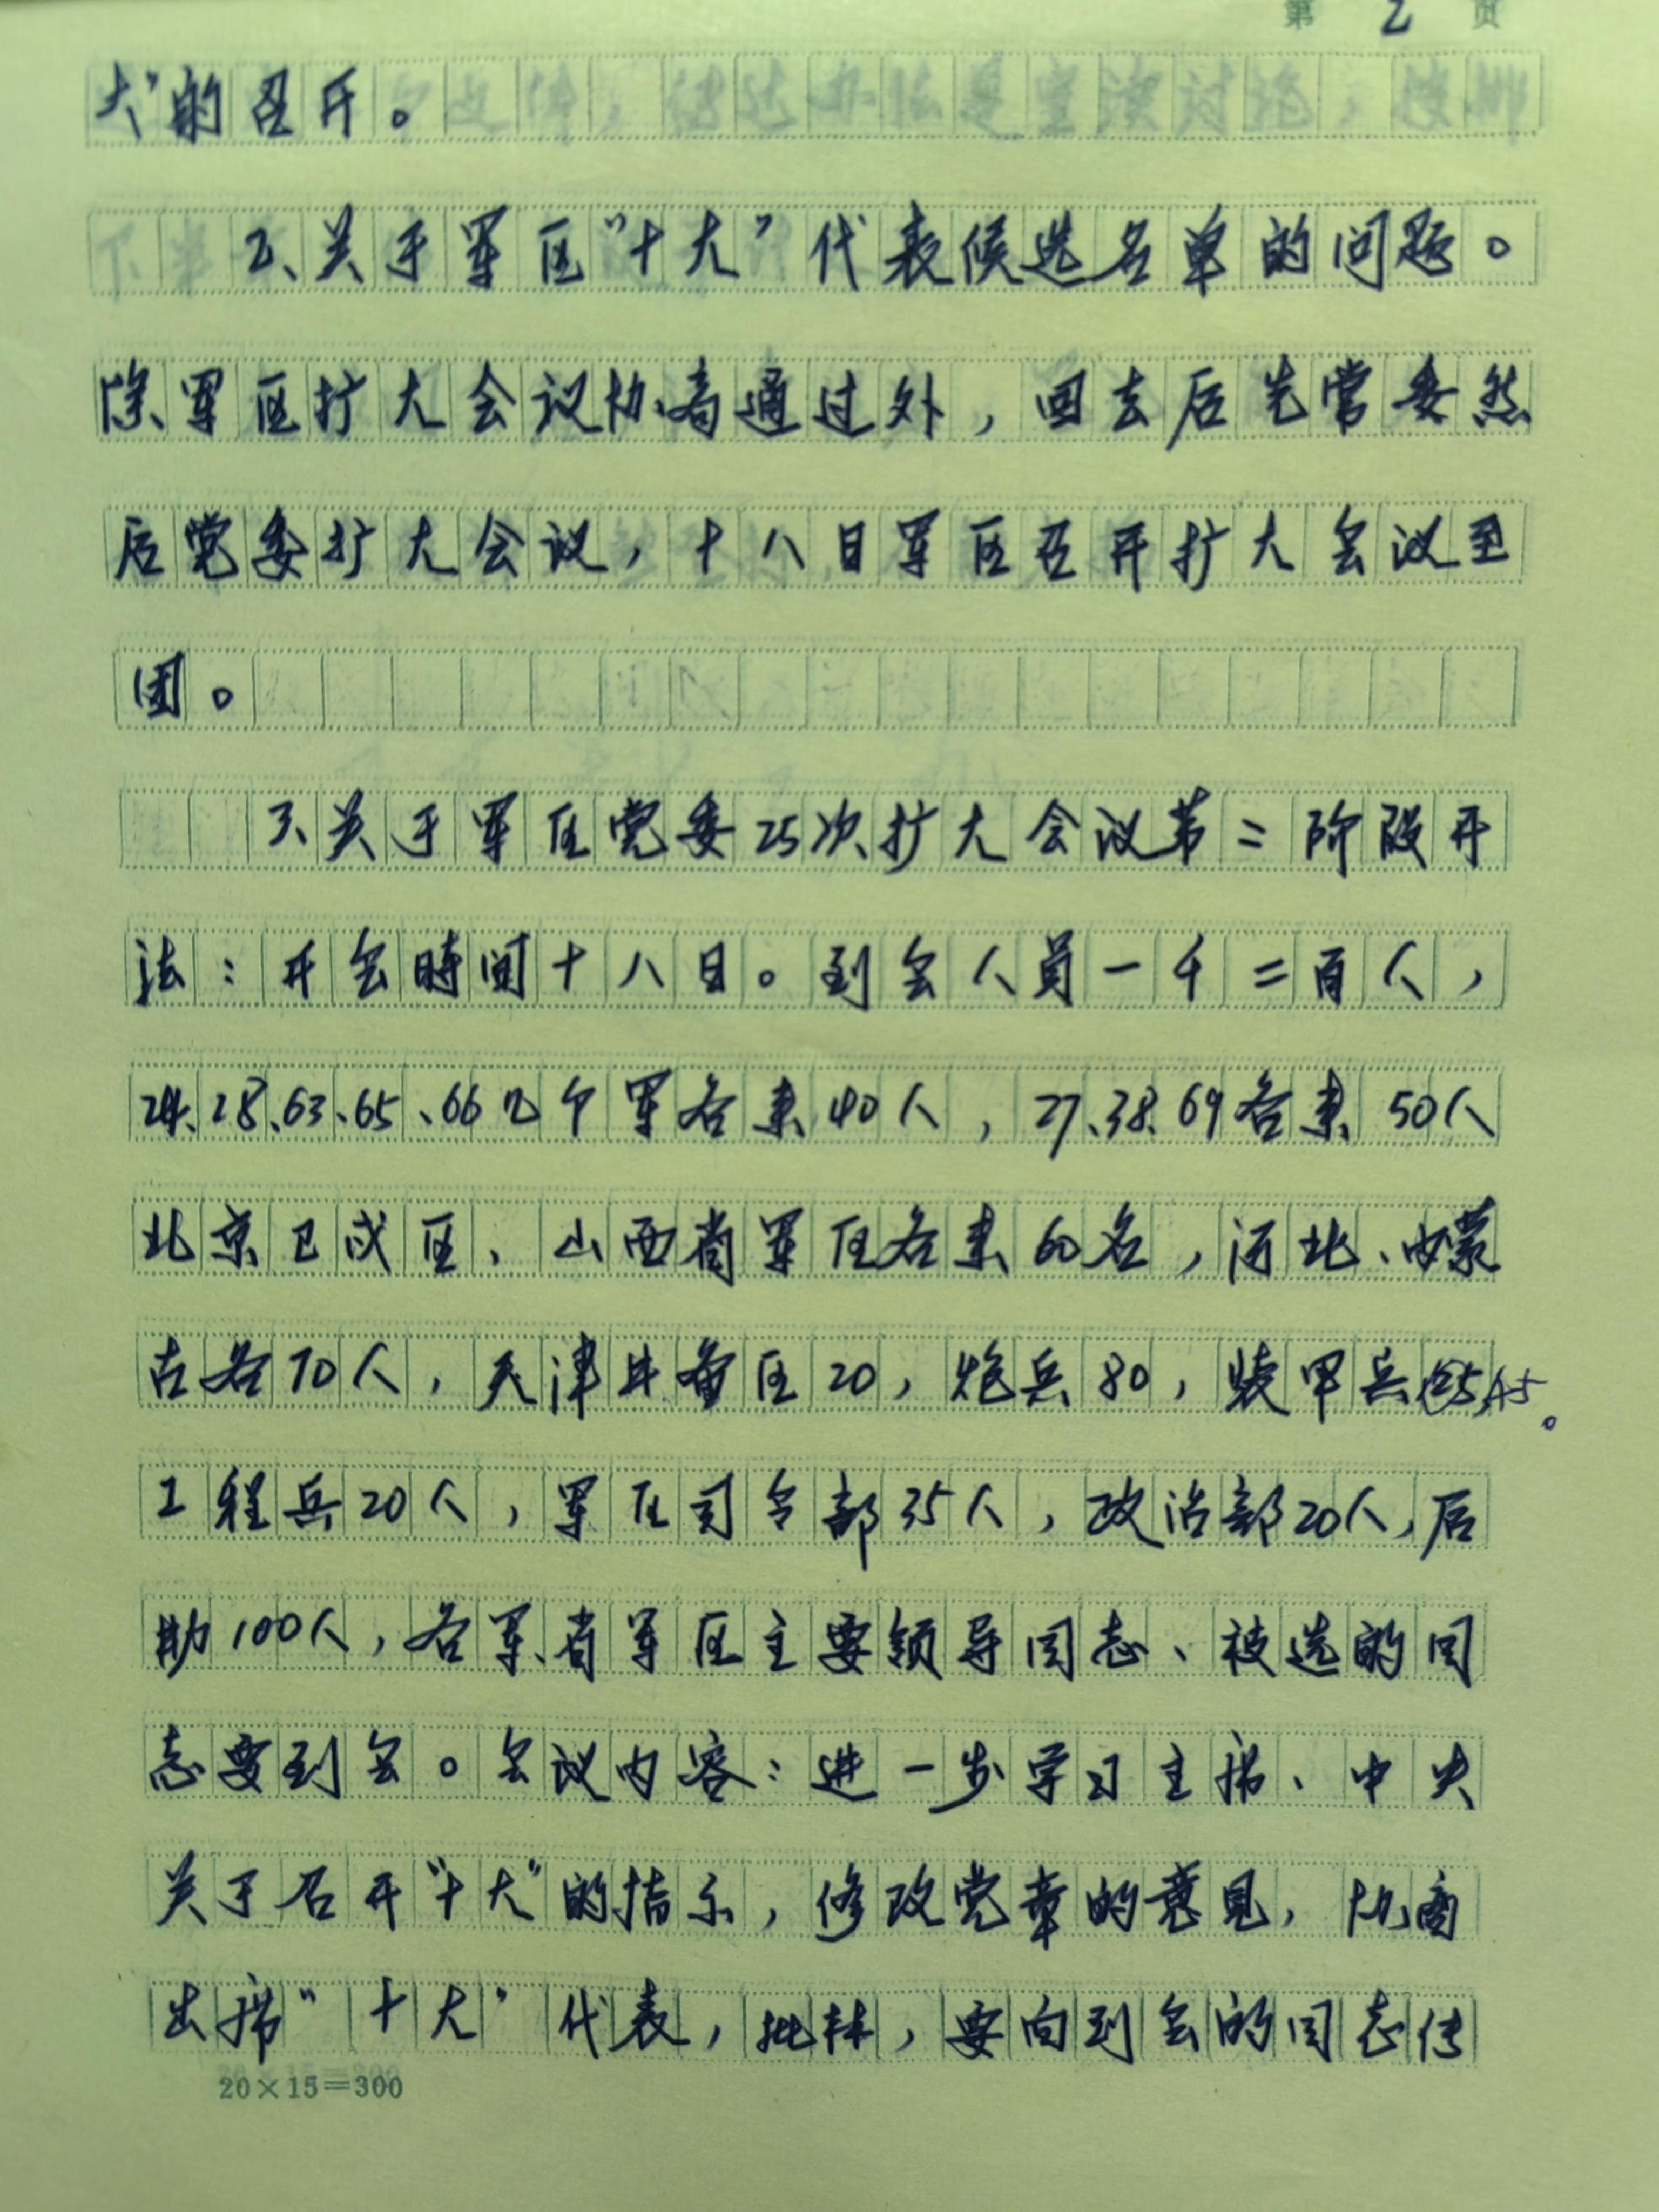 第 2 页
大”的召开。
2、关于军区“十大”代表候选名单的问题。
除军区扩大会议协商通过外，回去后先常委然
后党委扩大会议，十八日军区召开扩大会议至
团。
3、关于军区党委25次扩大会议第二阶段开
法：开会時间十八日。到会人员一千二百人，
24、28、63、65、66几个军各来40人，27、38、69各来50人
北京卫戍区、山西省军区各来60名，河北、内蒙
古各70人，天津井备区20，炮兵80，装甲兵45。
工程兵20人，军区司令部35人，政治部20人，后
勤100人，各军、省军区主要领导同志、被选的同
志要到会。会议内容：进一步学习主席、中央
关于召开“十大”的指示，修改党章的意見，协商
出席“十大”代表，批林，要向到会的同志传
20×15=300